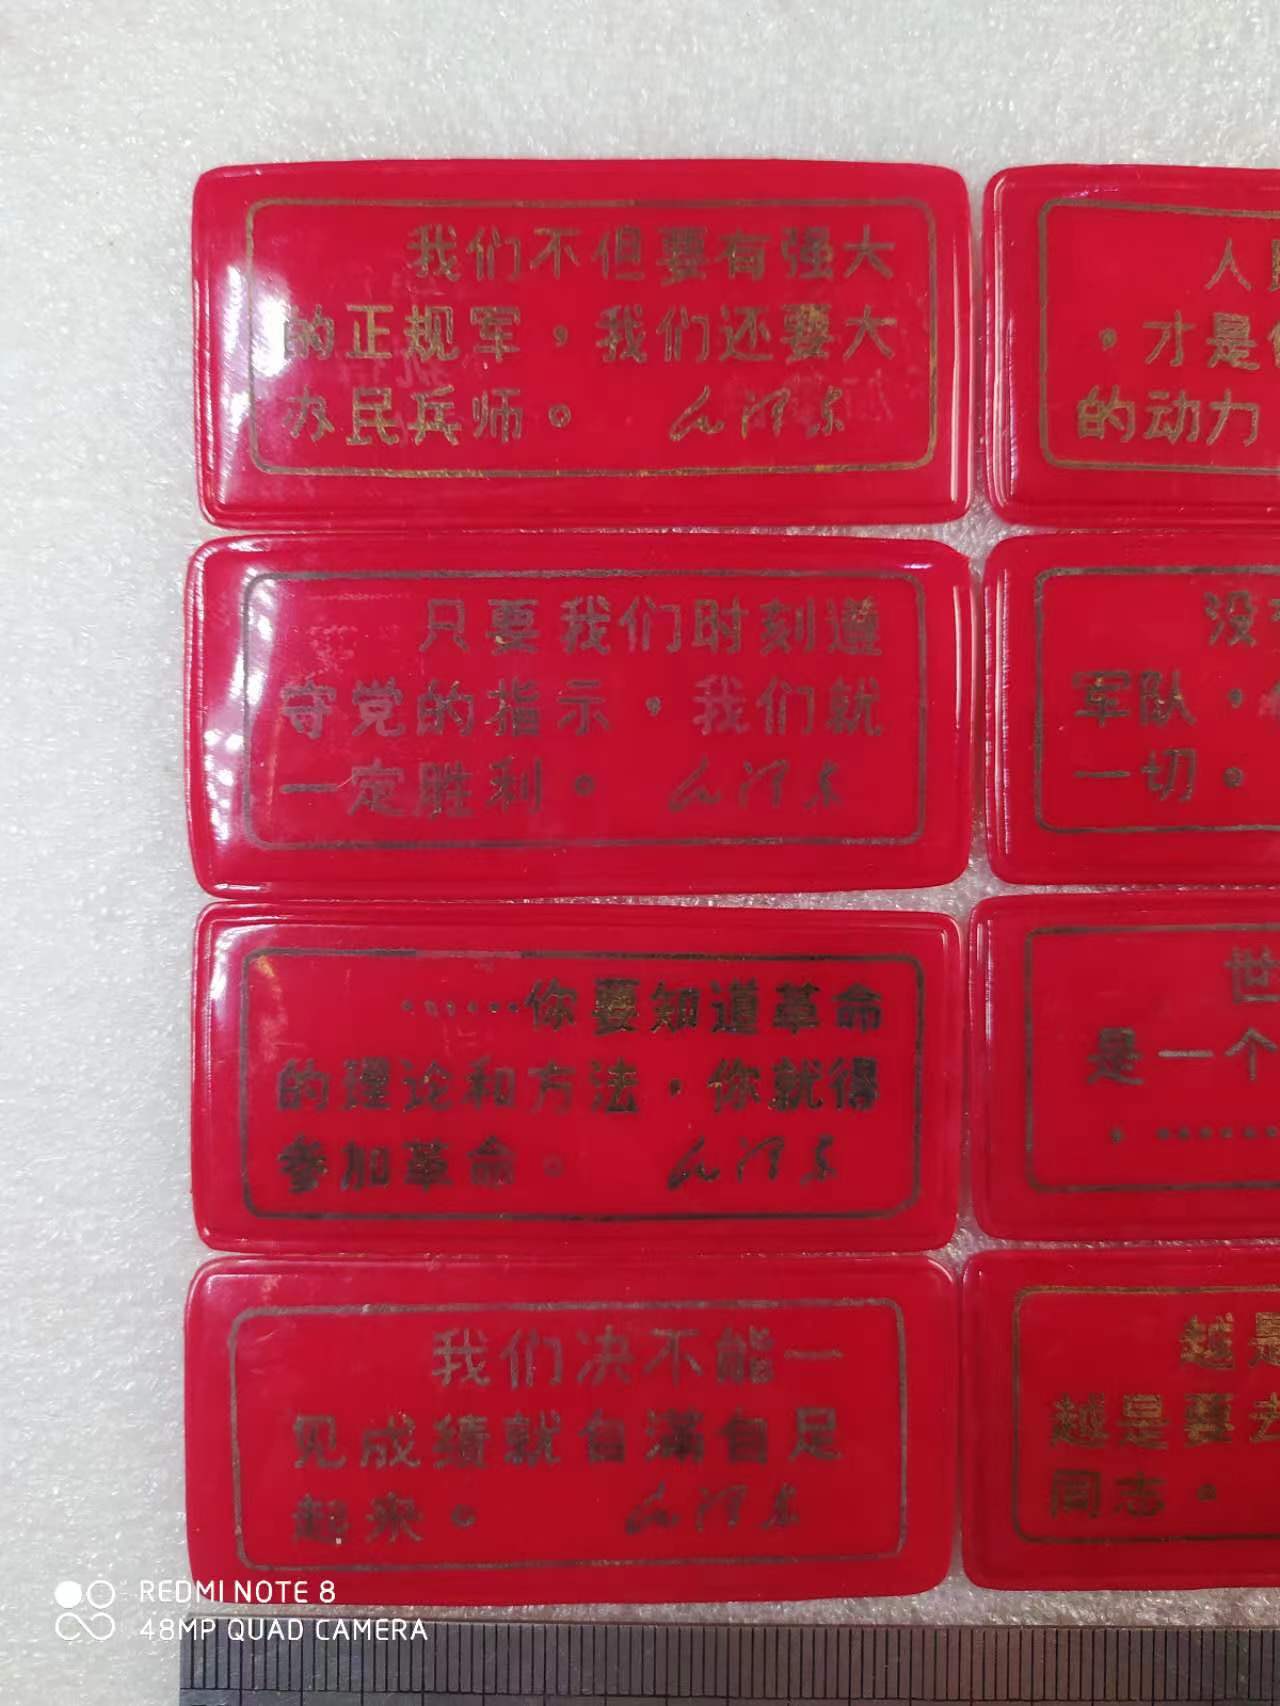 我们不但要有强大
的正规军，我们还要大
办民兵师。 毛泽东
人民
，才是
的动力
只要我们时刻遵
守党的指示，我们就
一定胜利。 毛泽东
没
军队，
一切。
……你要知道革命
的理论和方法，你就得
参加革命。 毛泽东
世
是一个
，……
我们决不能一
见成绩就自满自足
起来。 毛泽东
越是
越是要去
同志。
REDMI NOTE 8
48MP QUAD CAMERA